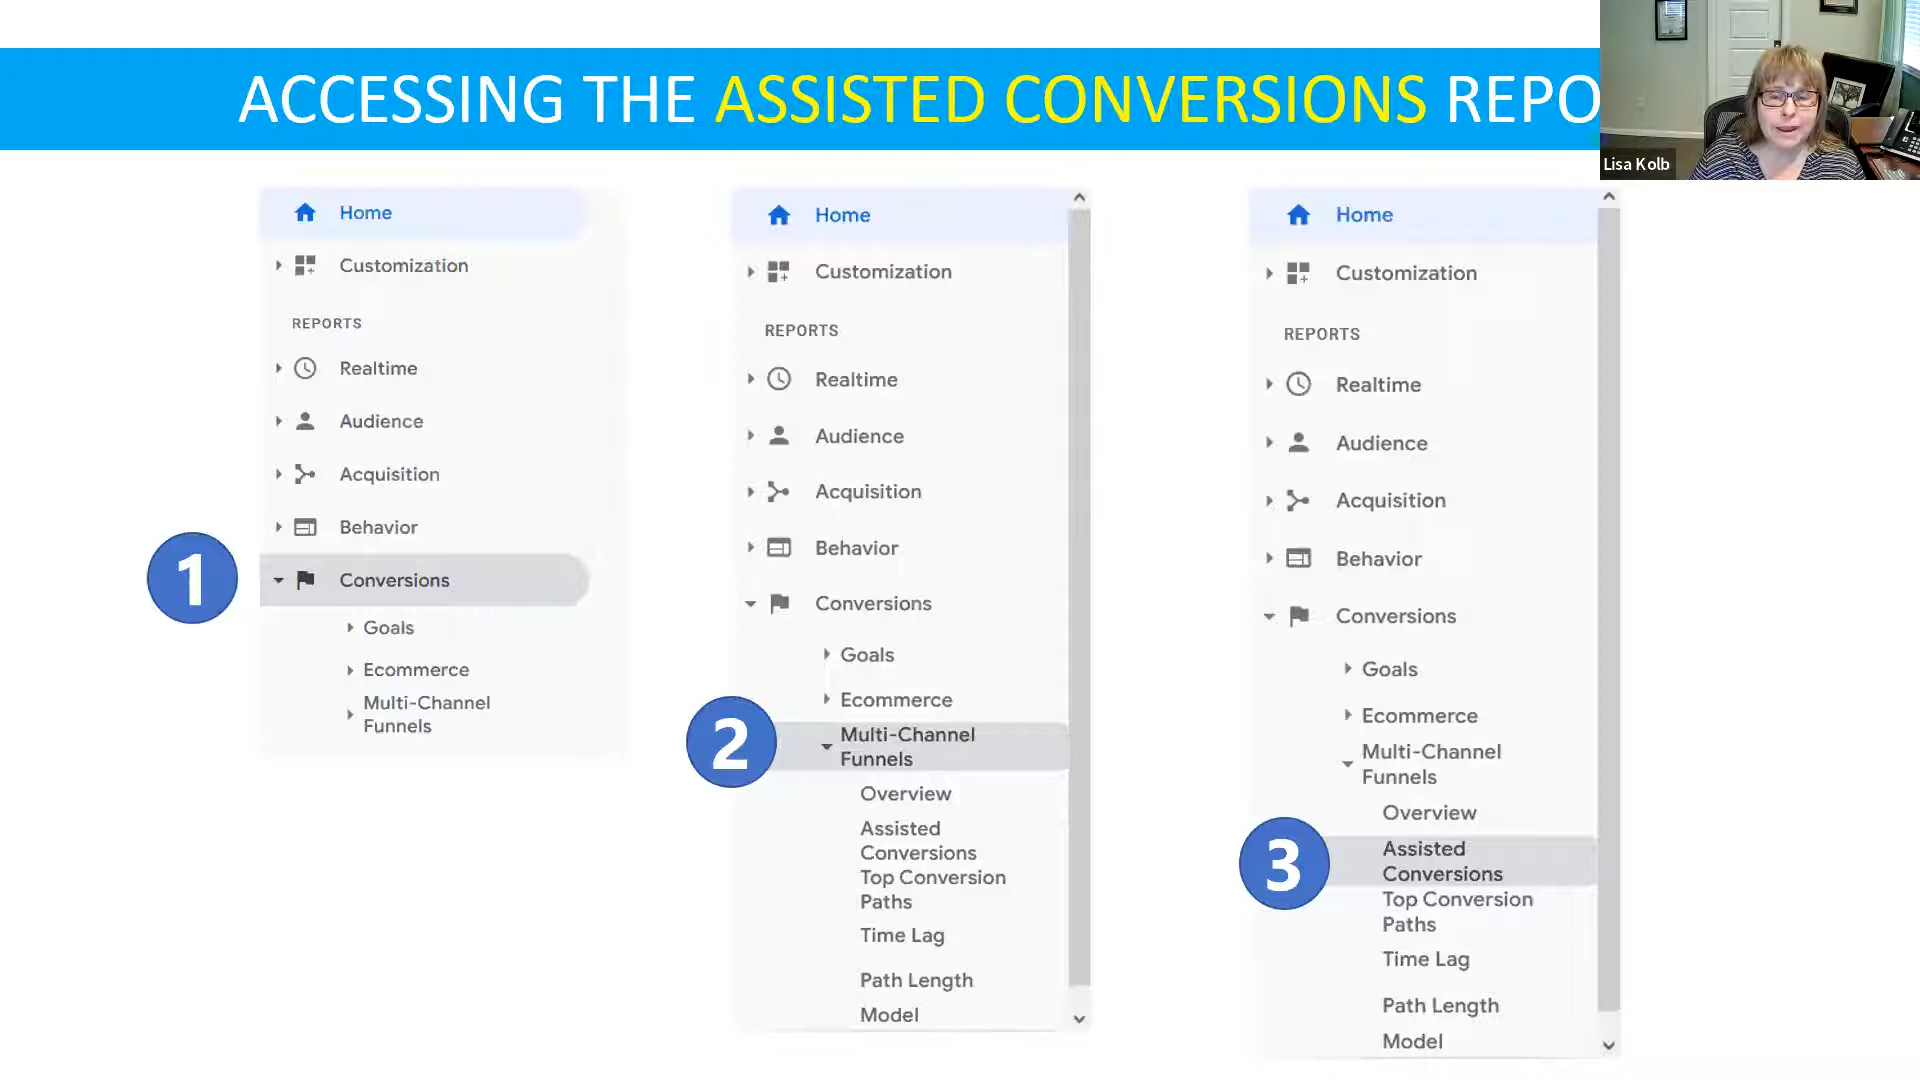 ACCESSING THE ASSISTED CONVERSIONS REPO
Lisa Kolb
Home
Customization
REPORTS
Realtime
Audience
Acquisition
Behavior
1
Conversions
Goals
Ecommerce
Multi-Channel
Funnels
Home
Customization
REPORTS
Realtime
Audience
Acquisition
Behavior
Conversions
Goals
Ecommerce
2
Multi-Channel
Funnels
Overview
Assisted
Conversions
Top Conversion
Paths
Time Lag
Path Length
Model
Home
Customization
REPORTS
Realtime
Audience
Acquisition
Behavior
Conversions
Goals
Ecommerce
Multi-Channel
Funnels
Overview
3
Assisted
Conversions
Top Conversion
Paths
Time Lag
Path Length
Model